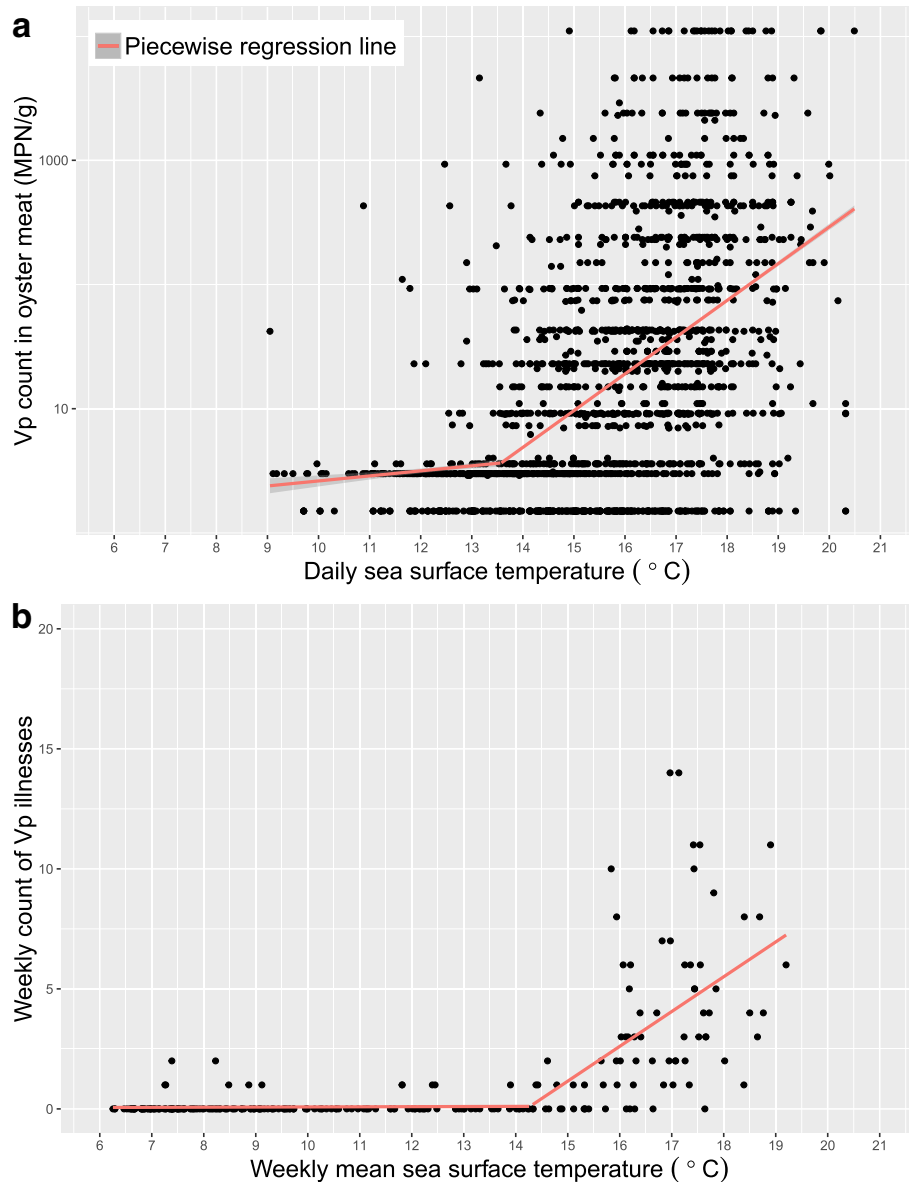 a
Piecewise regression line
Vp count in oyster meat (MPN/g)
1000
10
6 7 8 9 10 11 12 13 14 15 16 17 18 19 20 21
Daily sea surface temperature (°C)
b
Weekly count of Vp illnesses
20
15
10
5
0
6 7 8 9 10 11 12 13 14 15 16 17 18 19 20 21
Weekly mean sea surface temperature (°C)